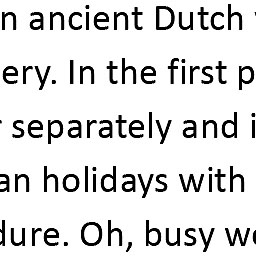 n ancient Dutch
ery. In the first p
separately and i
an holidays with
dure. Oh, busy we